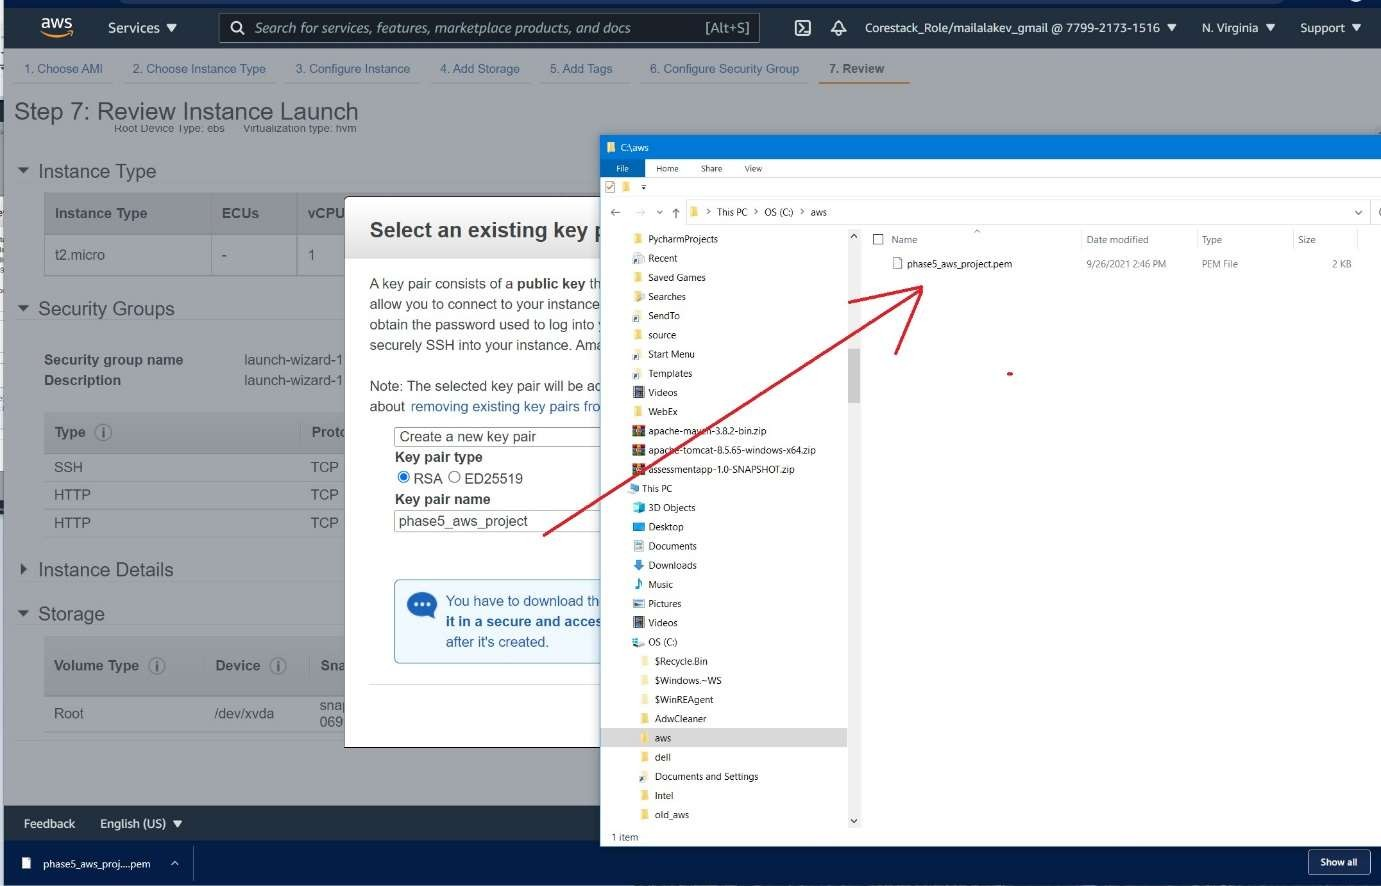 aws
Services
Search for services, features, marketplace products, and docs
[Alt+S]
Corestack_Role/mailalakev_gmail @ 7799-2173-1516
N. Virginia
Support
1. Choose AMI
2. Choose Instance Type
3. Configure Instance
4. Add Storage
5. Add Tags
6. Configure Security Group
7. Review
Step 7: Review Instance Launch
Root Device Type: ebs Virtualization type: hvm
Instance Type
Instance Type ECUs vCPU
t2.micro - 1
Security Groups
Security group name launch-wizard-1
Description launch-wizard-1
Type Proto
SSH TCP
HTTP TCP
HTTP TCP
Instance Details
Storage
Volume Type Device Sna
Root /dev/xvda snap
069
Select an existing key p
A key pair consists of a public key th
allow you to connect to your instance
obtain the password used to log into y
securely SSH into your instance. Ama
Note: The selected key pair will be ad
about removing existing key pairs fro
Create a new key pair
Key pair type
RSA ED25519
Key pair name
phase5_aws_project
You have to download th
it in a secure and acces
after it's created.
C:\aws
File Home Share View
This PC > OS (C:) > aws
PycharmProjects
Recent
Saved Games
Searches
SendTo
source
Start Menu
Templates
Videos
WebEx
apache-maven-3.8.2-bin.zip
apache-tomcat-8.5.65-windows-x64.zip
assessmentapp-1.0-SNAPSHOT.zip
This PC
3D Objects
Desktop
Documents
Downloads
Music
Pictures
Videos
OS (C:)
$Recycle.Bin
$Windows.~WS
$WinREAgent
AdwCleaner
aws
dell
Documents and Settings
Intel
old_aws
Name Date modified Type Size
phase5_aws_project.pem 9/26/2021 2:46 PM PEM File 2 KB
1 item
Feedback
English (US)
phase5_aws_proj....pem
Show all